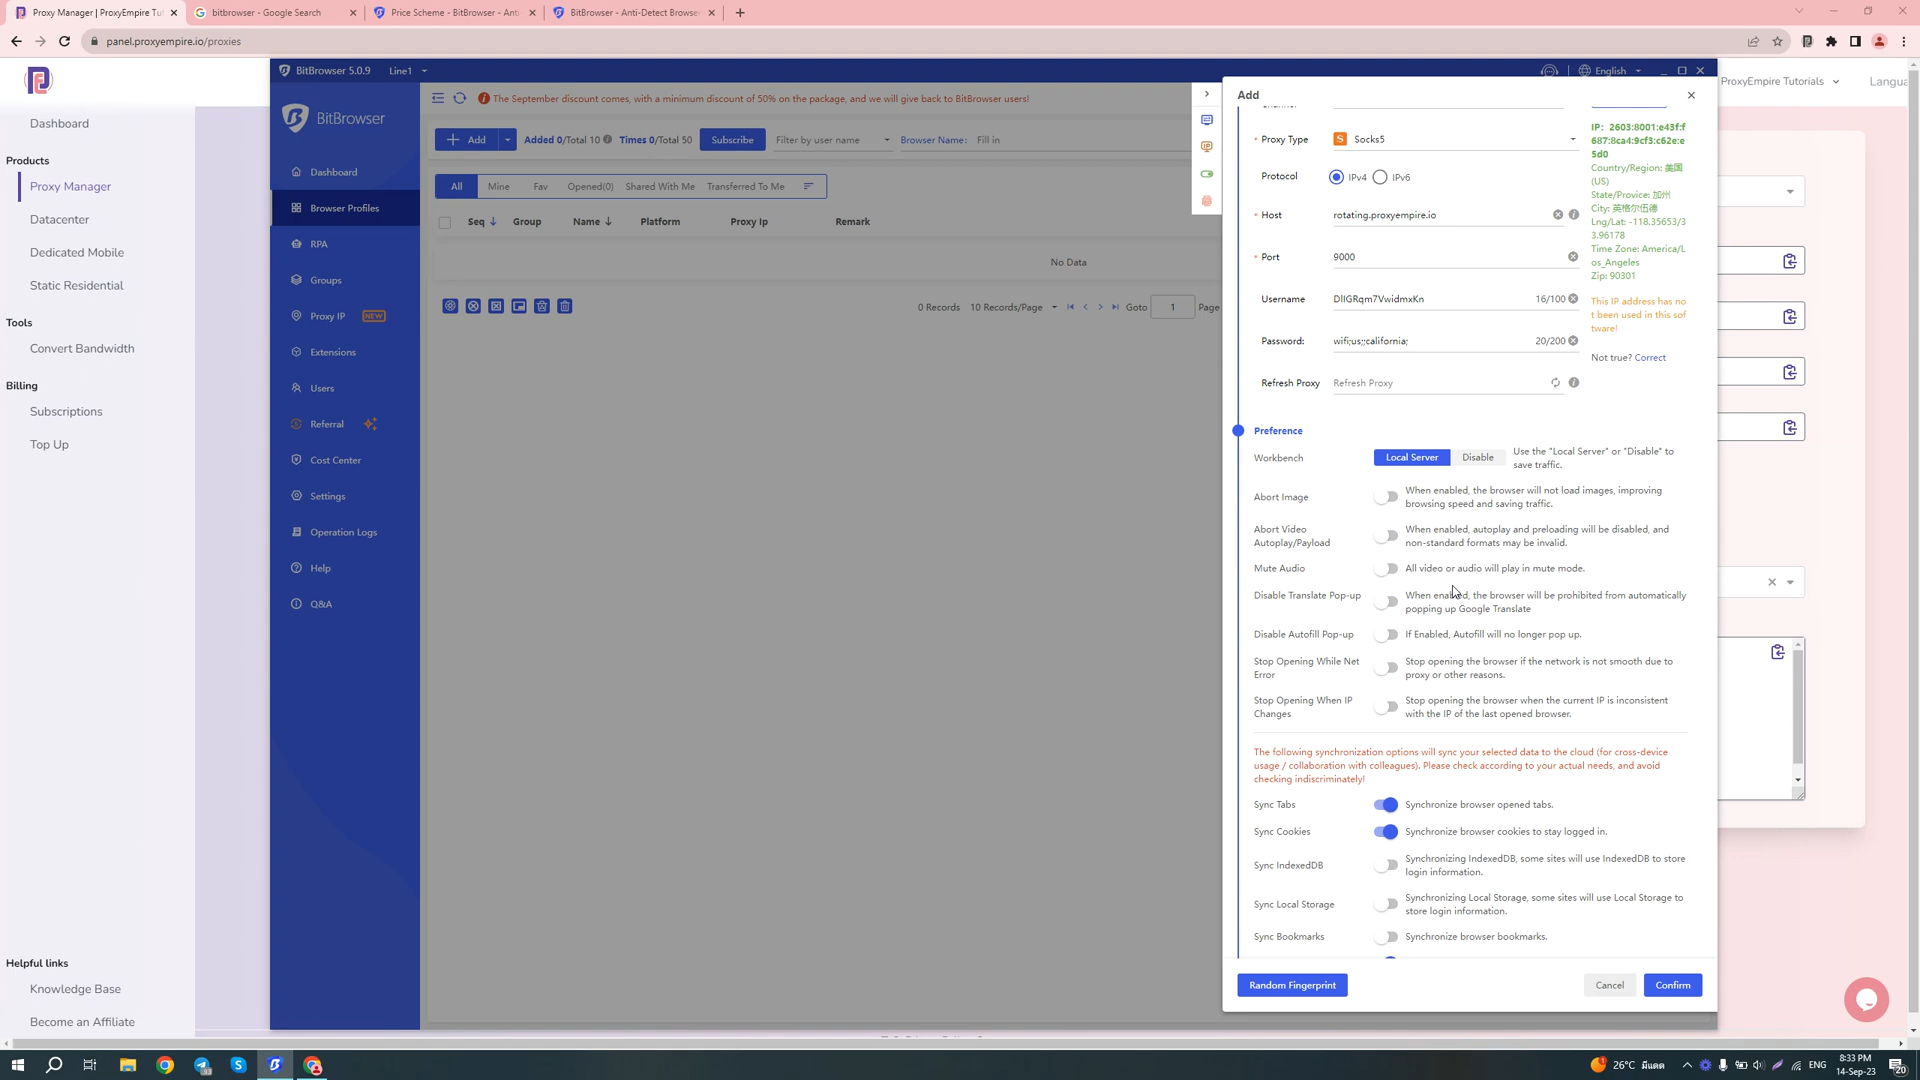 Proxy Manager | ProxyEmpire Tut
bitbrowser - Google Search
Price Scheme - BitBrowser - Anti
BitBrowser - Anti-Detect Browse
panel.proxyempire.io/proxies
Dashboard
Products
Proxy Manager
Datacenter
Dedicated Mobile
Static Residential
Tools
Convert Bandwidth
Billing
Subscriptions
Top Up
Helpful links
Knowledge Base
Become an Affiliate
BitBrowser 5.0.9
Line1
English
BitBrowser
Dashboard
Browser Profiles
RPA
Groups
Proxy IP
NEW
Extensions
Users
Referral
Cost Center
Settings
Operation Logs
Help
Q&A
The September discount comes, with a minimum discount of 50% on the package, and we will give back to BitBrowser users!
Add
Added 0/Total 10
Times 0/Total 50
Subscribe
Filter by user name
Browser Name:
Fill in
All
Mine
Fav
Opened(0)
Shared With Me
Transferred To Me
Seq
Group
Name
Platform
Proxy Ip
Remark
No Data
0 Records
10 Records/Page
Goto
1
Page
ProxyEmpire Tutorials
Langua
Add
* Proxy Type
S
Socks5
Protocol
IPv4
IPv6
* Host
rotating.proxyempire.io
* Port
9000
Username
DlIGRqm7VwidmxKn
16/100
Password:
wifi;us;;california;
20/200
Refresh Proxy
Refresh Proxy
IP: 2603:8001:e43f:f
687:8ca4:9cf3:c62e:e
5d0
Country/Region: 美国
(US)
State/Provice: 加州
City: 英格尔伍德
Lng/Lat: -118.35653/3
3.96178
Time Zone: America/L
os_Angeles
Zip: 90301
This IP address has no
t been used in this sof
tware!
Not true? Correct
Preference
Workbench
Local Server
Disable
Use the "Local Server" or "Disable" to
save traffic.
Abort Image
When enabled, the browser will not load images, improving
browsing speed and saving traffic.
Abort Video
Autoplay/Payload
When enabled, autoplay and preloading will be disabled, and
non-standard formats may be invalid.
Mute Audio
All video or audio will play in mute mode.
Disable Translate Pop-up
When enabled, the browser will be prohibited from automatically
popping up Google Translate
Disable Autofill Pop-up
If Enabled, Autofill will no longer pop up.
Stop Opening While Net
Error
Stop opening the browser if the network is not smooth due to
proxy or other reasons.
Stop Opening When IP
Changes
Stop opening the browser when the current IP is inconsistent
with the IP of the last opened browser.
The following synchronization options will sync your selected data to the cloud (for cross-device
usage / collaboration with colleagues). Please check according to your actual needs, and avoid
checking indiscriminately!
Sync Tabs
Synchronize browser opened tabs.
Sync Cookies
Synchronize browser cookies to stay logged in.
Sync IndexedDB
Synchronizing IndexedDB, some sites will use IndexedDB to store
login information.
Sync Local Storage
Synchronizing Local Storage, some sites will use Local Storage to
store login information.
Sync Bookmarks
Synchronize browser bookmarks.
Random Fingerprint
Cancel
Confirm
26°C
มีแดด
ENG
8:33 PM
14-Sep-23
20